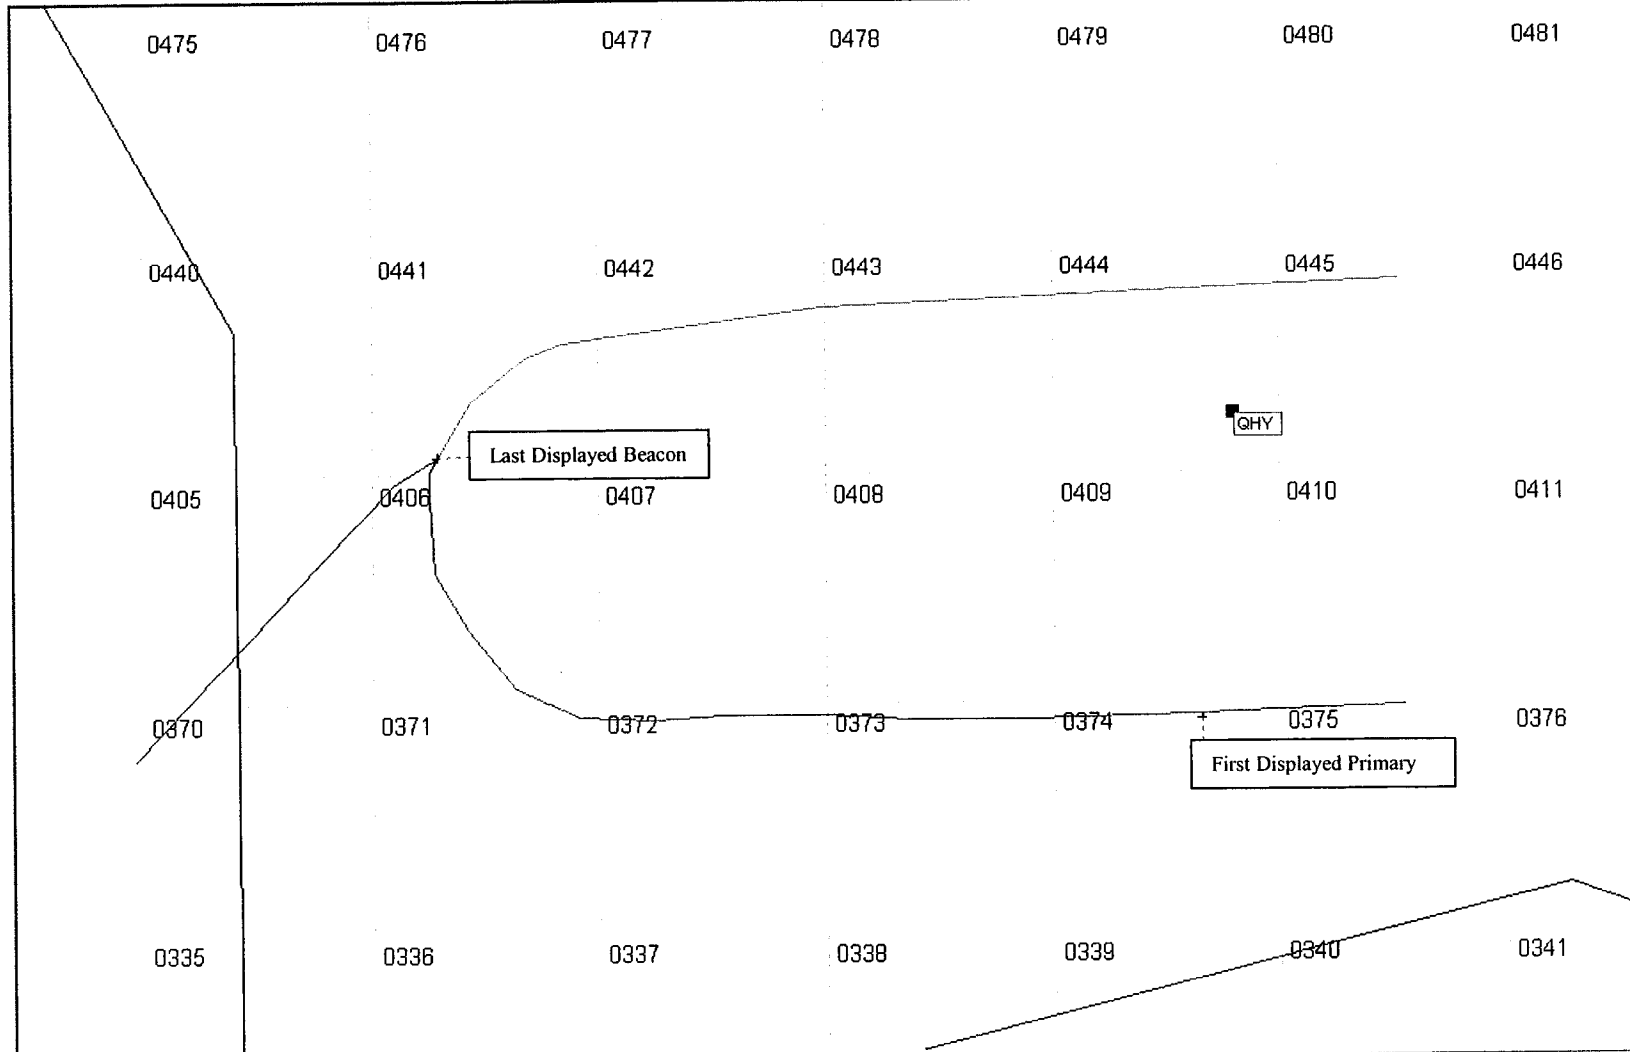 0475 0476 0477 0478 0479 0480 0481
0440 0441 0442 0443 0444 0445 0446
QHY
Last Displayed Beacon
0405 0406 0407 0408 0409 0410 0411
0370 0371 0372 0373 0374 0375 0376
First Displayed Primary
0335 0336 0337 0338 0339 0340 0341